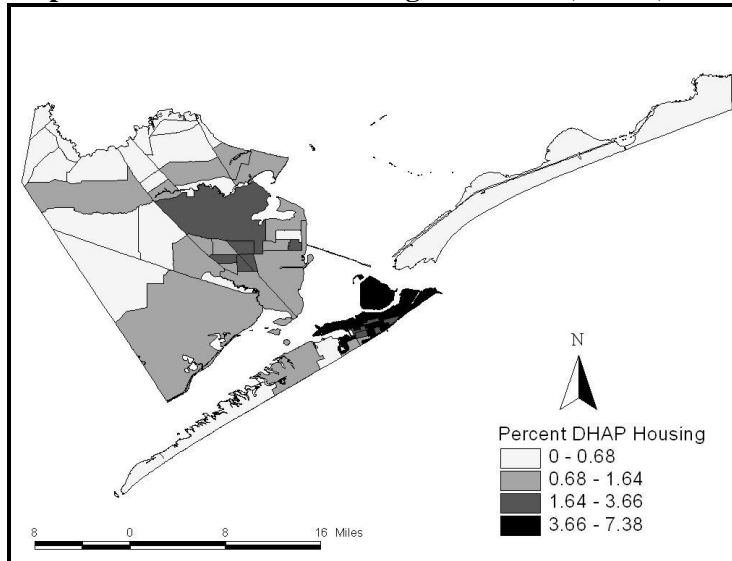 N
Percent DHAP Housing
0 - 0.68
0.68 - 1.64
1.64 - 3.66
3.66 - 7.38
8 0 8 16 Miles